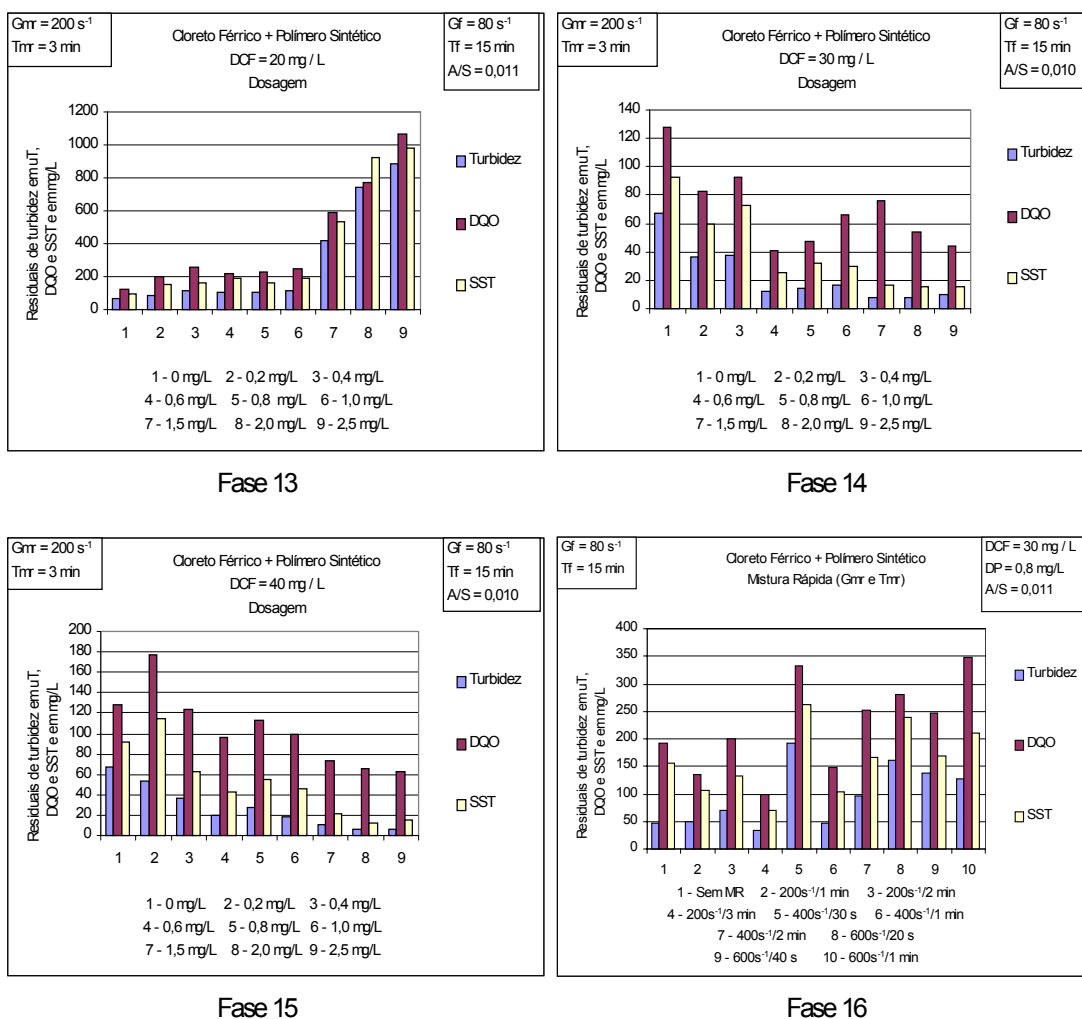 Gmr = 200 s⁻¹
Tmr = 3 min
Cloreto Férrico + Polímero Sintético
DCF = 20 mg / L
Dosagem
Gf = 80 s⁻¹
Tf = 15 min
A/S = 0,011
Residuais de turbidez em uT,
DQO e SST e em mg/L
1200
1000
800
600
400
200
0
1 2 3 4 5 6 7 8 9
Turbidez
DQO
SST
1 - 0 mg/L 2 - 0,2 mg/L 3 - 0,4 mg/L
4 - 0,6 mg/L 5 - 0,8 mg/L 6 - 1,0 mg/L
7 - 1,5 mg/L 8 - 2,0 mg/L 9 - 2,5 mg/L
Fase 13
Gmr = 200 s⁻¹
Tmr = 3 min
Cloreto Férrico + Polímero Sintético
DCF = 30 mg / L
Dosagem
Gf = 80 s⁻¹
Tf = 15 min
A/S = 0,010
Residuais de turbidez em uT,
DQO e SST e em mg/L
140
120
100
80
60
40
20
0
1 2 3 4 5 6 7 8 9
Turbidez
DQO
SST
1 - 0 mg/L 2 - 0,2 mg/L 3 - 0,4 mg/L
4 - 0,6 mg/L 5 - 0,8 mg/L 6 - 1,0 mg/L
7 - 1,5 mg/L 8 - 2,0 mg/L 9 - 2,5 mg/L
Fase 14
Gmr = 200 s⁻¹
Tmr = 3 min
Cloreto Férrico + Polímero Sintético
DCF = 40 mg / L
Dosagem
Gf = 80 s⁻¹
Tf = 15 min
A/S = 0,010
Residuais de turbidez em uT,
DQO e SST e em mg/L
200
180
160
140
120
100
80
60
40
20
0
1 2 3 4 5 6 7 8 9
Turbidez
DQO
SST
1 - 0 mg/L 2 - 0,2 mg/L 3 - 0,4 mg/L
4 - 0,6 mg/L 5 - 0,8 mg/L 6 - 1,0 mg/L
7 - 1,5 mg/L 8 - 2,0 mg/L 9 - 2,5 mg/L
Fase 15
Gf = 80 s⁻¹
Tf = 15 min
Cloreto Férrico + Polímero Sintético
Mistura Rápida (Gmr e Tmr)
DCF = 30 mg / L
DP = 0,8 mg/L
A/S = 0,011
Residuais de turbidez em uT,
DQO e SST e em mg/L
400
350
300
250
200
150
100
50
0
1 2 3 4 5 6 7 8 9 10
Turbidez
DQO
SST
1 - Sem MR 2 - 200s⁻¹/1 min 3 - 200s⁻¹/2 min
4 - 200s⁻¹/3 min 5 - 400s⁻¹/30 s 6 - 400s⁻¹/1 min
7 - 400s⁻¹/2 min 8 - 600s⁻¹/20 s
9 - 600s⁻¹/40 s 10 - 600s⁻¹/1 min
Fase 16